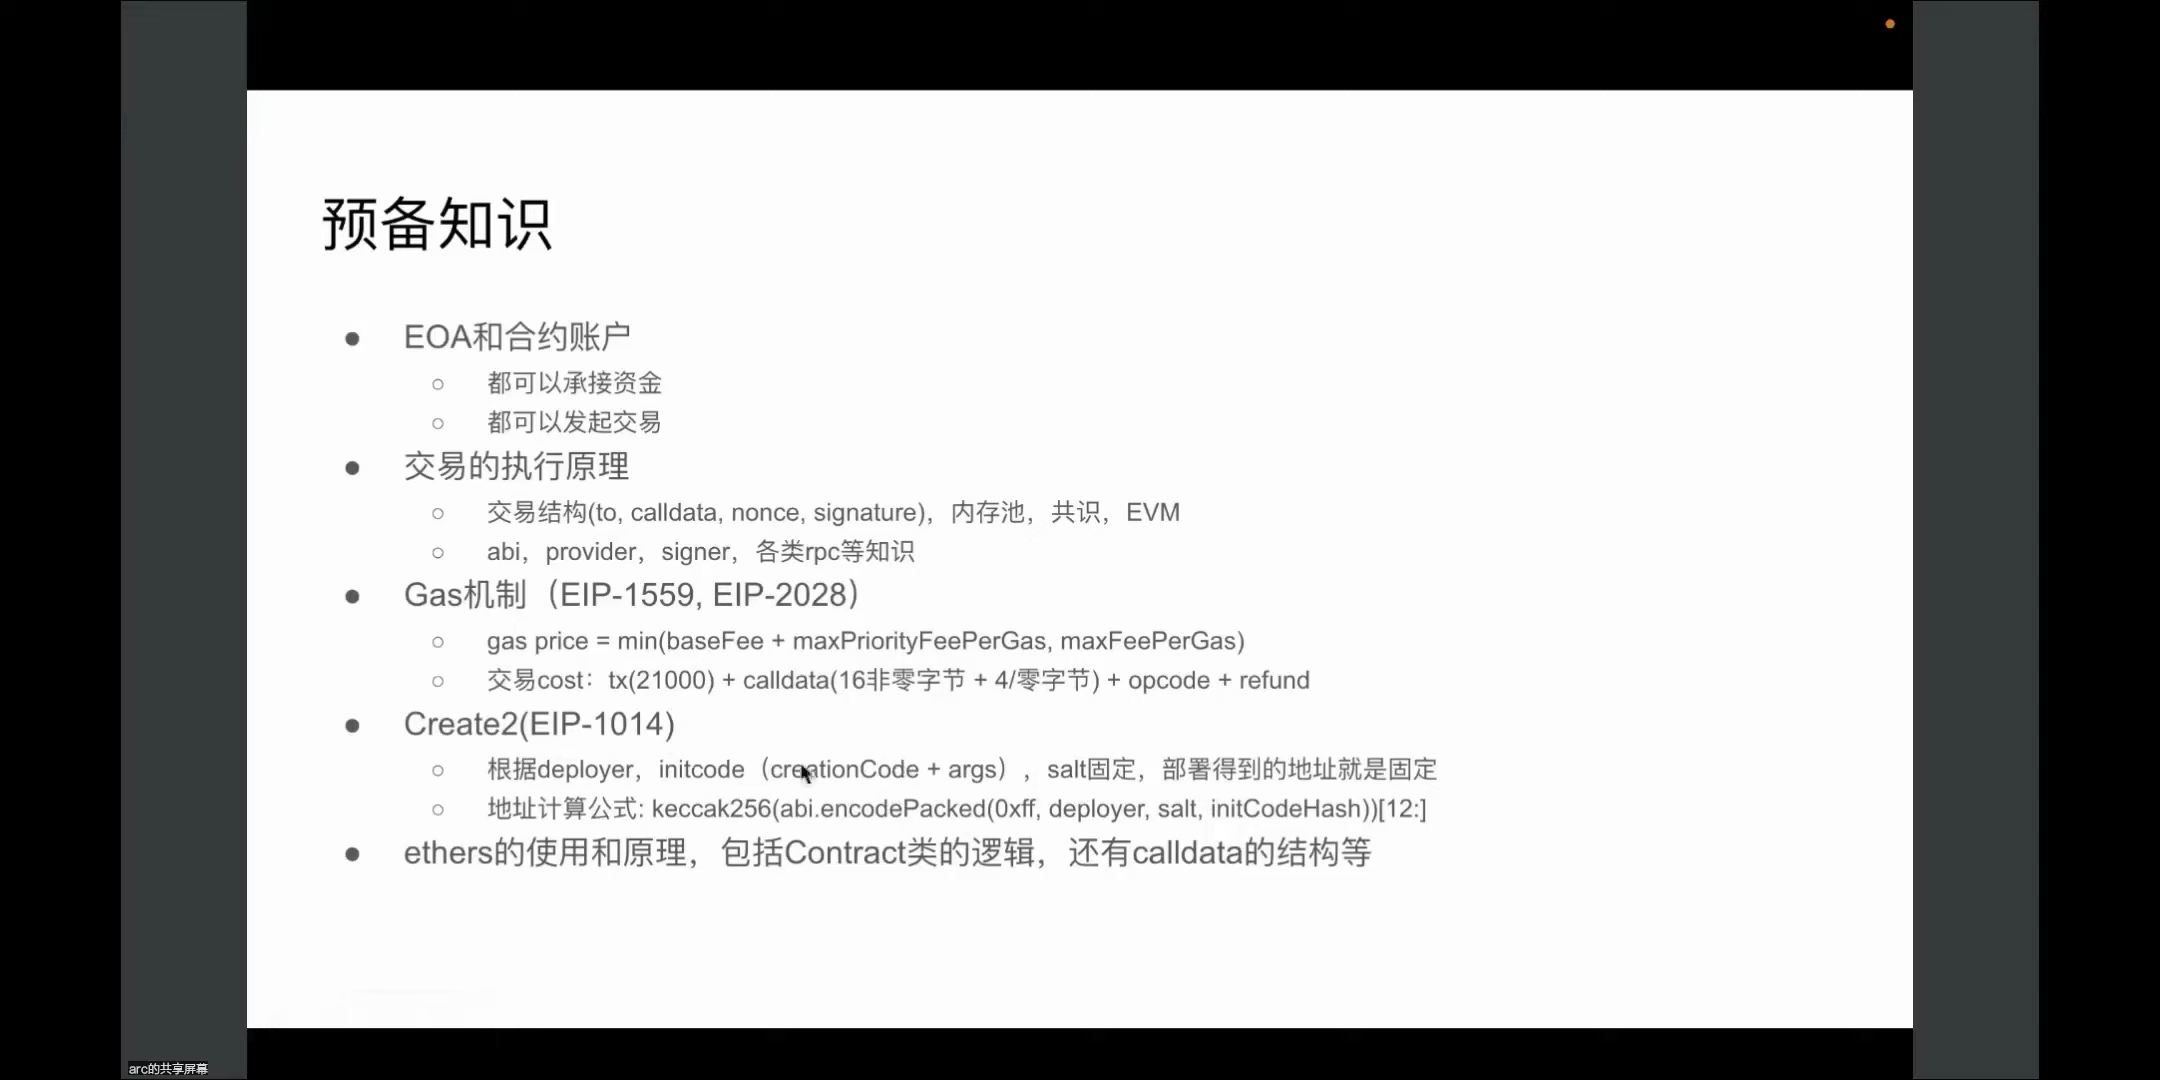 预备知识
● EOA和合约账户
○ 都可以承接资金
○ 都可以发起交易
● 交易的执行原理
○ 交易结构(to, calldata, nonce, signature)，内存池，共识，EVM
○ abi，provider，signer，各类rpc等知识
● Gas机制（EIP-1559, EIP-2028）
○ gas price = min(baseFee + maxPriorityFeePerGas, maxFeePerGas)
○ 交易cost：tx(21000) + calldata(16非零字节 + 4/零字节) + opcode + refund
● Create2(EIP-1014)
○ 根据deployer，initcode（creationCode + args），salt固定，部署得到的地址就是固定
○ 地址计算公式: keccak256(abi.encodePacked(0xff, deployer, salt, initCodeHash))[12:]
● ethers的使用和原理，包括Contract类的逻辑，还有calldata的结构等
arc的共享屏幕